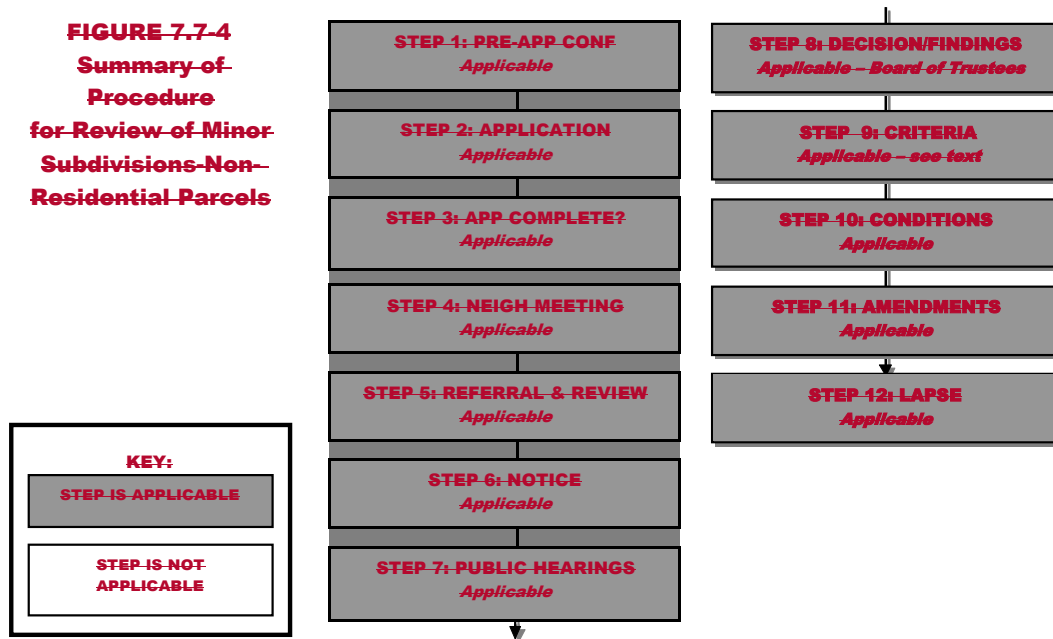 FIGURE 7.7-4
Summary of
Procedure
for Review of Minor
Subdivisions-Non-
Residential Parcels
STEP 1: PRE-APP CONF
Applicable
STEP 2: APPLICATION
Applicable
STEP 3: APP COMPLETE?
Applicable
STEP 4: NEIGH MEETING
Applicable
STEP 5: REFERRAL & REVIEW
Applicable
STEP 6: NOTICE
Applicable
STEP 7: PUBLIC HEARINGS
Applicable
STEP 8: DECISION/FINDINGS
Applicable – Board of Trustees
STEP 9: CRITERIA
Applicable – see text
STEP 10: CONDITIONS
Applicable
STEP 11: AMENDMENTS
Applicable
STEP 12: LAPSE
Applicable
KEY:
STEP IS APPLICABLE
STEP IS NOT
APPLICABLE